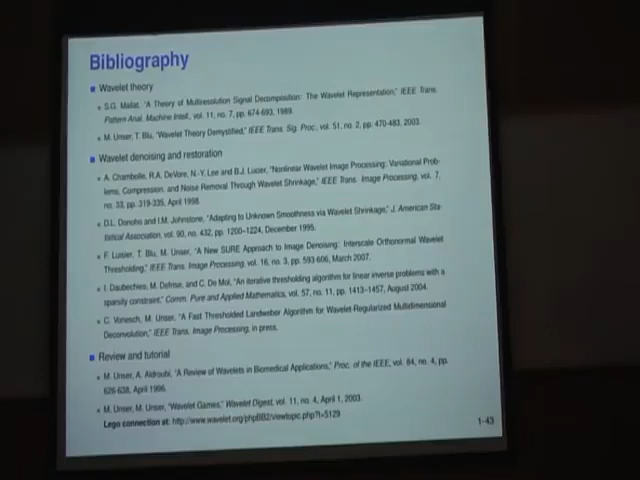 Bibliography
Wavelet theory
S.G. Mallat, "A Theory of Multiresolution Signal Decomposition: The Wavelet Representation," IEEE Trans.
Pattern Anal. Machine Intell., vol. 11, no. 7, pp. 674-693, 1989.
M. Unser, T. Blu, "Wavelet Theory Demystified," IEEE Trans. Sig. Proc., vol. 51, no. 2, pp. 470-483, 2003.
Wavelet denoising and restoration
A. Chambolle, R.A. DeVore, N.-Y. Lee and B.J. Lucier, "Nonlinear Wavelet Image Processing: Variational Prob-
lems, Compression, and Noise Removal Through Wavelet Shrinkage," IEEE Trans. Image Processing, vol. 7,
no. 33, pp. 319-335, April 1998
D.L. Donoho and I.M. Johnstone, "Adapting to Unknown Smoothness via Wavelet Shrinkage," J. American Sta-
tistical Association, vol. 90, no. 432, pp. 1200–1224, December 1995.
F. Luisier, T. Blu, M. Unser, "A New SURE Approach to Image Denoising: Interscale Orthonormal Wavelet
Thresholding," IEEE Trans. Image Processing, vol. 16, no. 3, pp. 593-606, March 2007.
I. Daubechies, M. Defrise, and C. De Mol, "An iterative thresholding algorithm for linear inverse problems with a
sparsity constraint," Comm. Pure and Applied Mathematics, vol. 57, no. 11, pp. 1413–1457, August 2004.
C. Vonesch, M. Unser, "A Fast Thresholded Landweber Algorithm for Wavelet-Regularized Multidimensional
Deconvolution," IEEE Trans. Image Processing, in press.
Review and tutorial
M. Unser, A. Aldroubi, "A Review of Wavelets in Biomedical Applications," Proc. of the IEEE, vol. 84, no. 4, pp.
626-638, April 1996.
M. Unser, M. Unser, "Wavelet Games," Wavelet Digest, vol. 11, no. 4, April 1, 2003.
Lego connection at: http://www.wavelet.org/phpBB2/viewtopic.php?t=5129
1-43